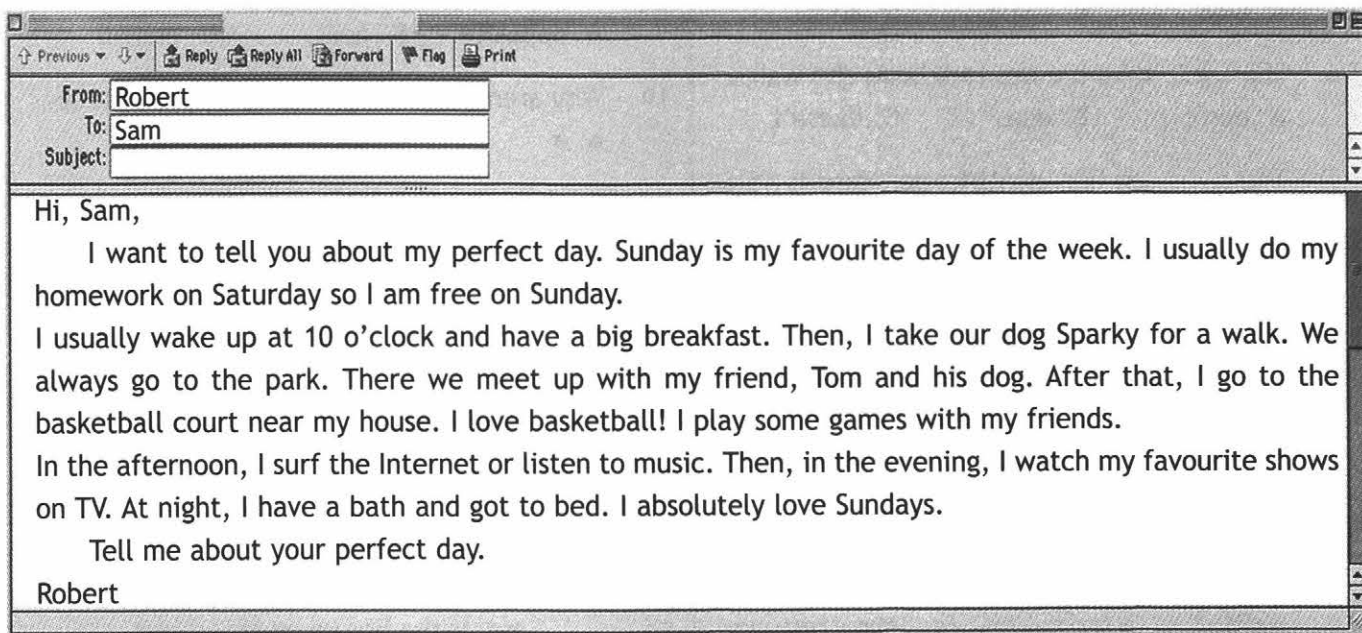 Previous Reply Reply All Forward Flag Print
From: Robert
To: Sam
Subject:
Hi, Sam,
I want to tell you about my perfect day. Sunday is my favourite day of the week. I usually do my
homework on Saturday so I am free on Sunday.
I usually wake up at 10 o'clock and have a big breakfast. Then, I take our dog Sparky for a walk. We
always go to the park. There we meet up with my friend, Tom and his dog. After that, I go to the
basketball court near my house. I love basketball! I play some games with my friends.
In the afternoon, I surf the Internet or listen to music. Then, in the evening, I watch my favourite shows
on TV. At night, I have a bath and got to bed. I absolutely love Sundays.
Tell me about your perfect day.
Robert